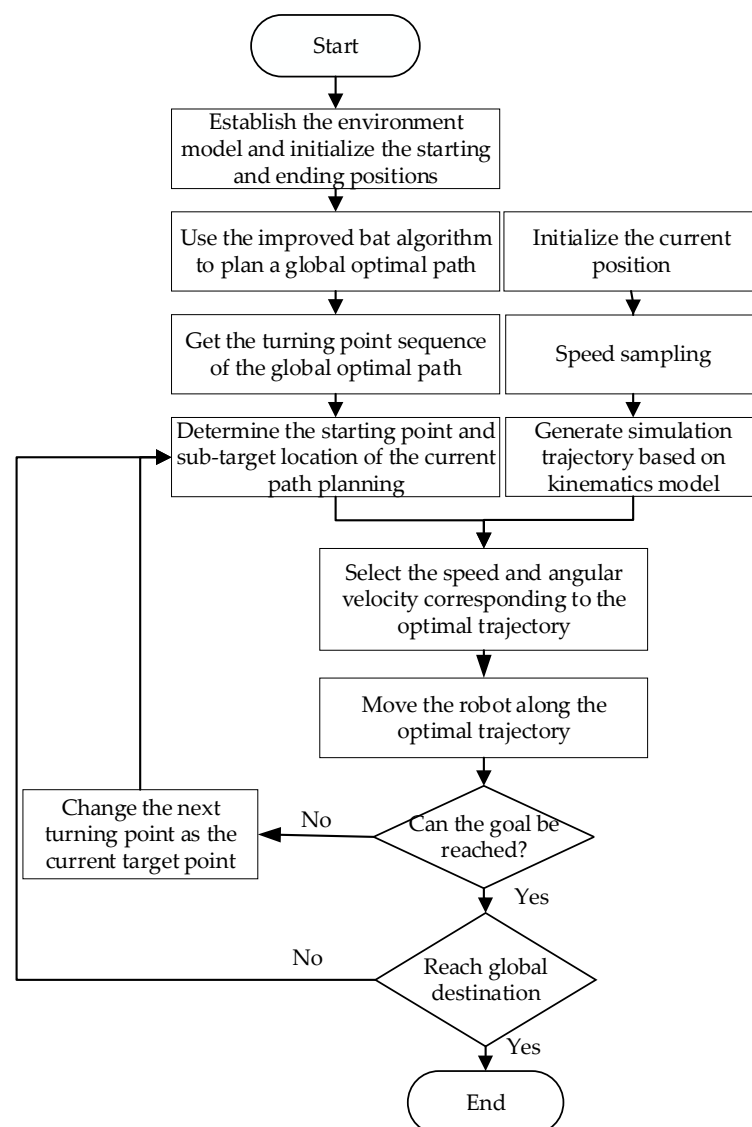 Start
Establish the environment
model and initialize the starting
and ending positions
Use the improved bat algorithm
to plan a global optimal path
Initialize the current
position
Get the turning point sequence
of the global optimal path
Speed sampling
Determine the starting point and
sub-target location of the current
path planning
Generate simulation
trajectory based on
kinematics model
Select the speed and angular
velocity corresponding to the
optimal trajectory
Move the robot along the
optimal trajectory
Change the next
turning point as the
current target point
No
Can the goal be
reached?
Yes
No
Reach global
destination
Yes
End